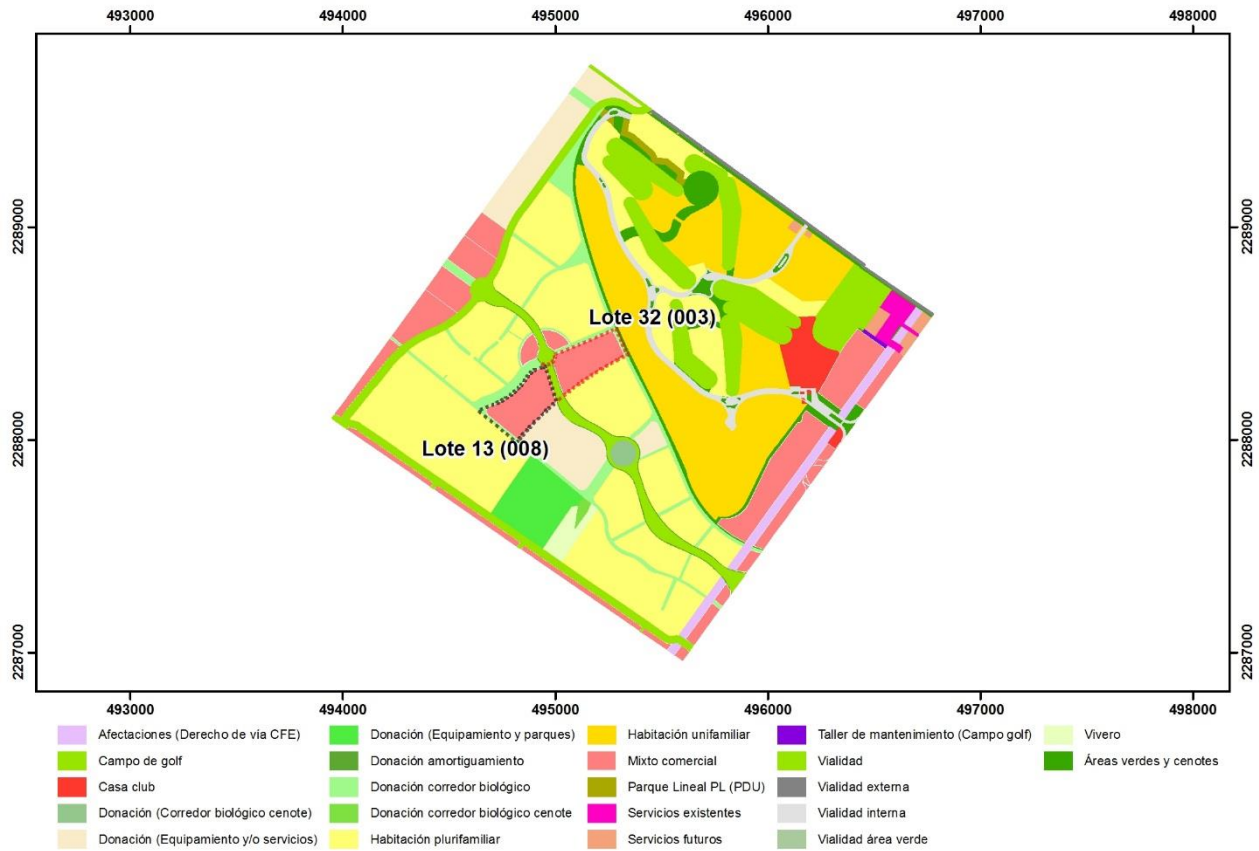 493000 494000 495000 496000 497000 498000
2289000 2289000
Lote 32 (003)
2288000 2288000
Lote 13 (008)
2287000 2287000
493000 494000 495000 496000 497000 498000
Afectaciones (Derecho de vía CFE)
Campo de golf
Casa club
Donación (Corredor biológico cenote)
Donación (Equipamiento y/o servicios)
Donación (Equipamiento y parques)
Donación amortiguamiento
Donación corredor biológico
Donación corredor biológico cenote
Habitación plurifamiliar
Habitación unifamiliar
Mixto comercial
Parque Lineal PL (PDU)
Servicios existentes
Servicios futuros
Taller de mantenimiento (Campo golf)
Vialidad
Vialidad externa
Vialidad interna
Vialidad área verde
Vivero
Áreas verdes y cenotes